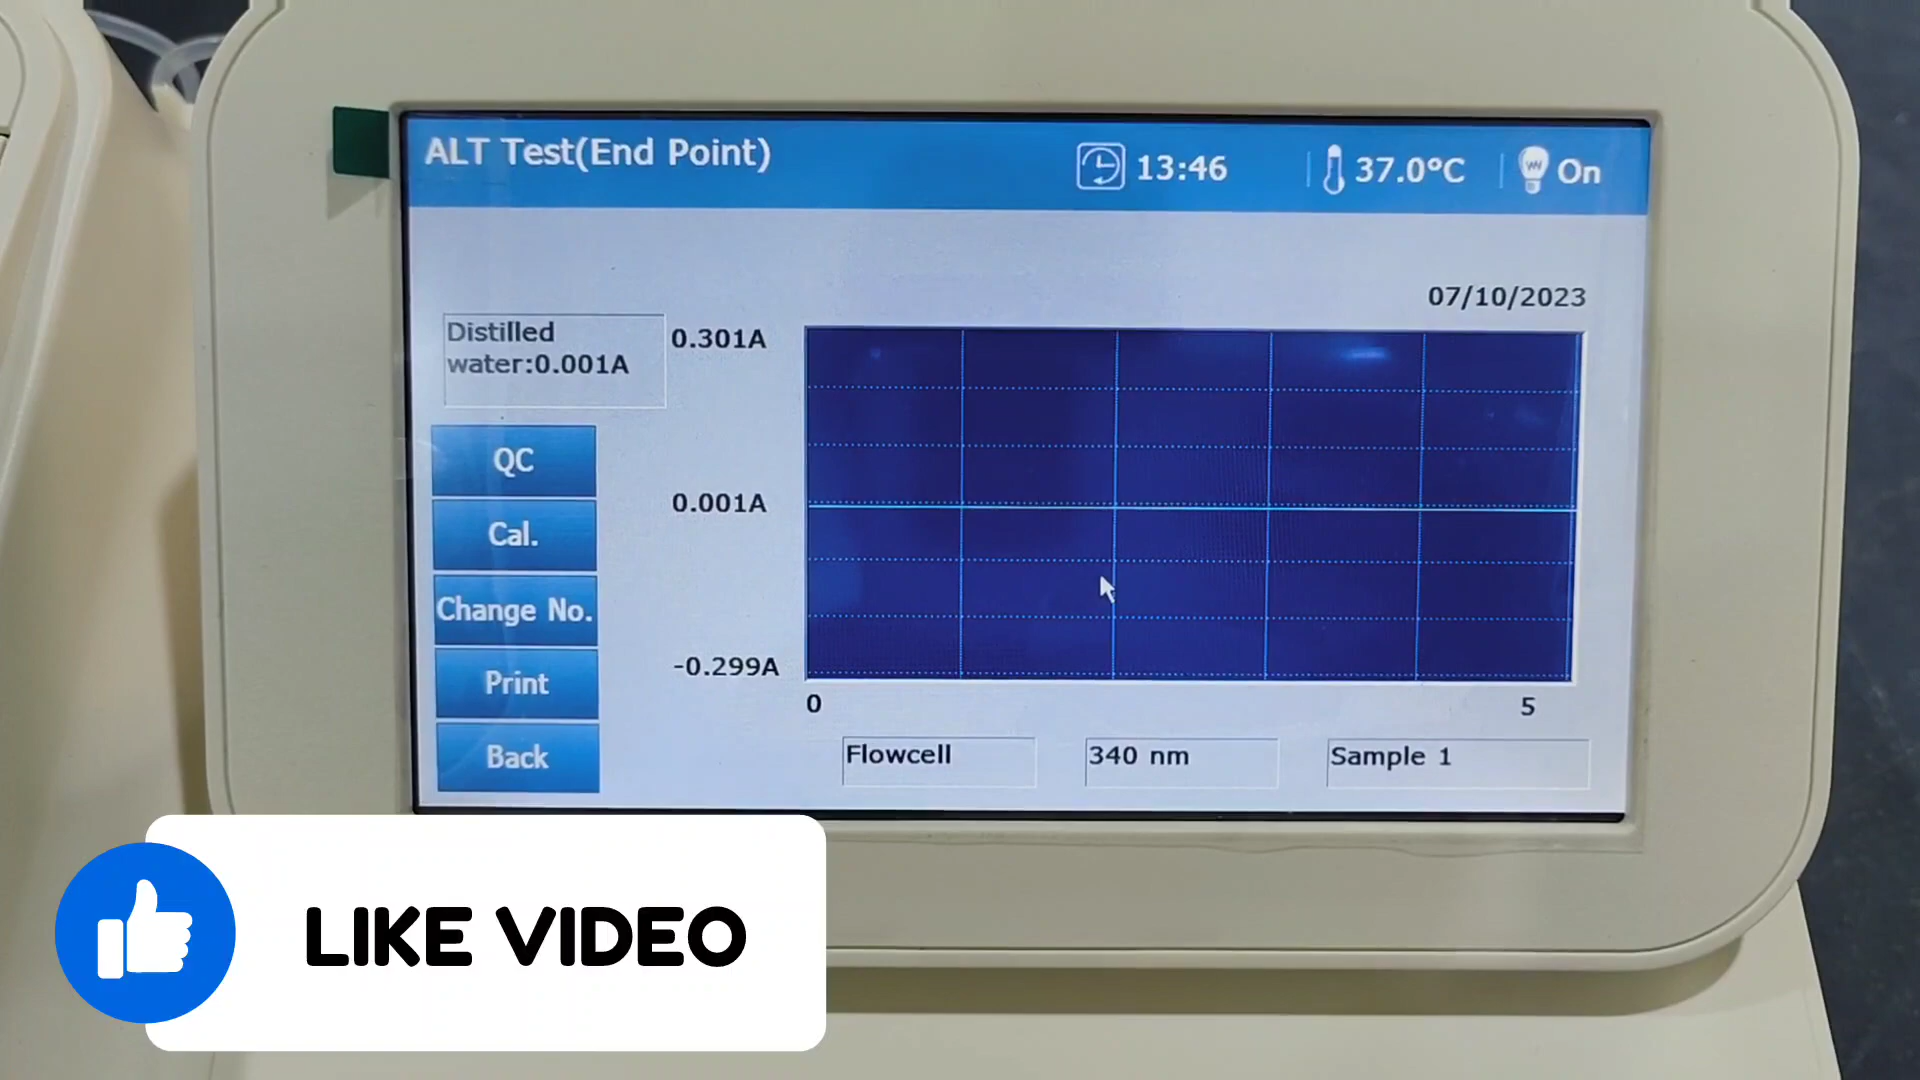 ALT Test(End Point)
13:46
37.0°C
On
07/10/2023
Distilled
water:0.001A
0.301A
0.001A
-0.299A
0
5
QC
Cal.
Change No.
Print
Back
Flowcell
340 nm
Sample 1
LIKE VIDEO